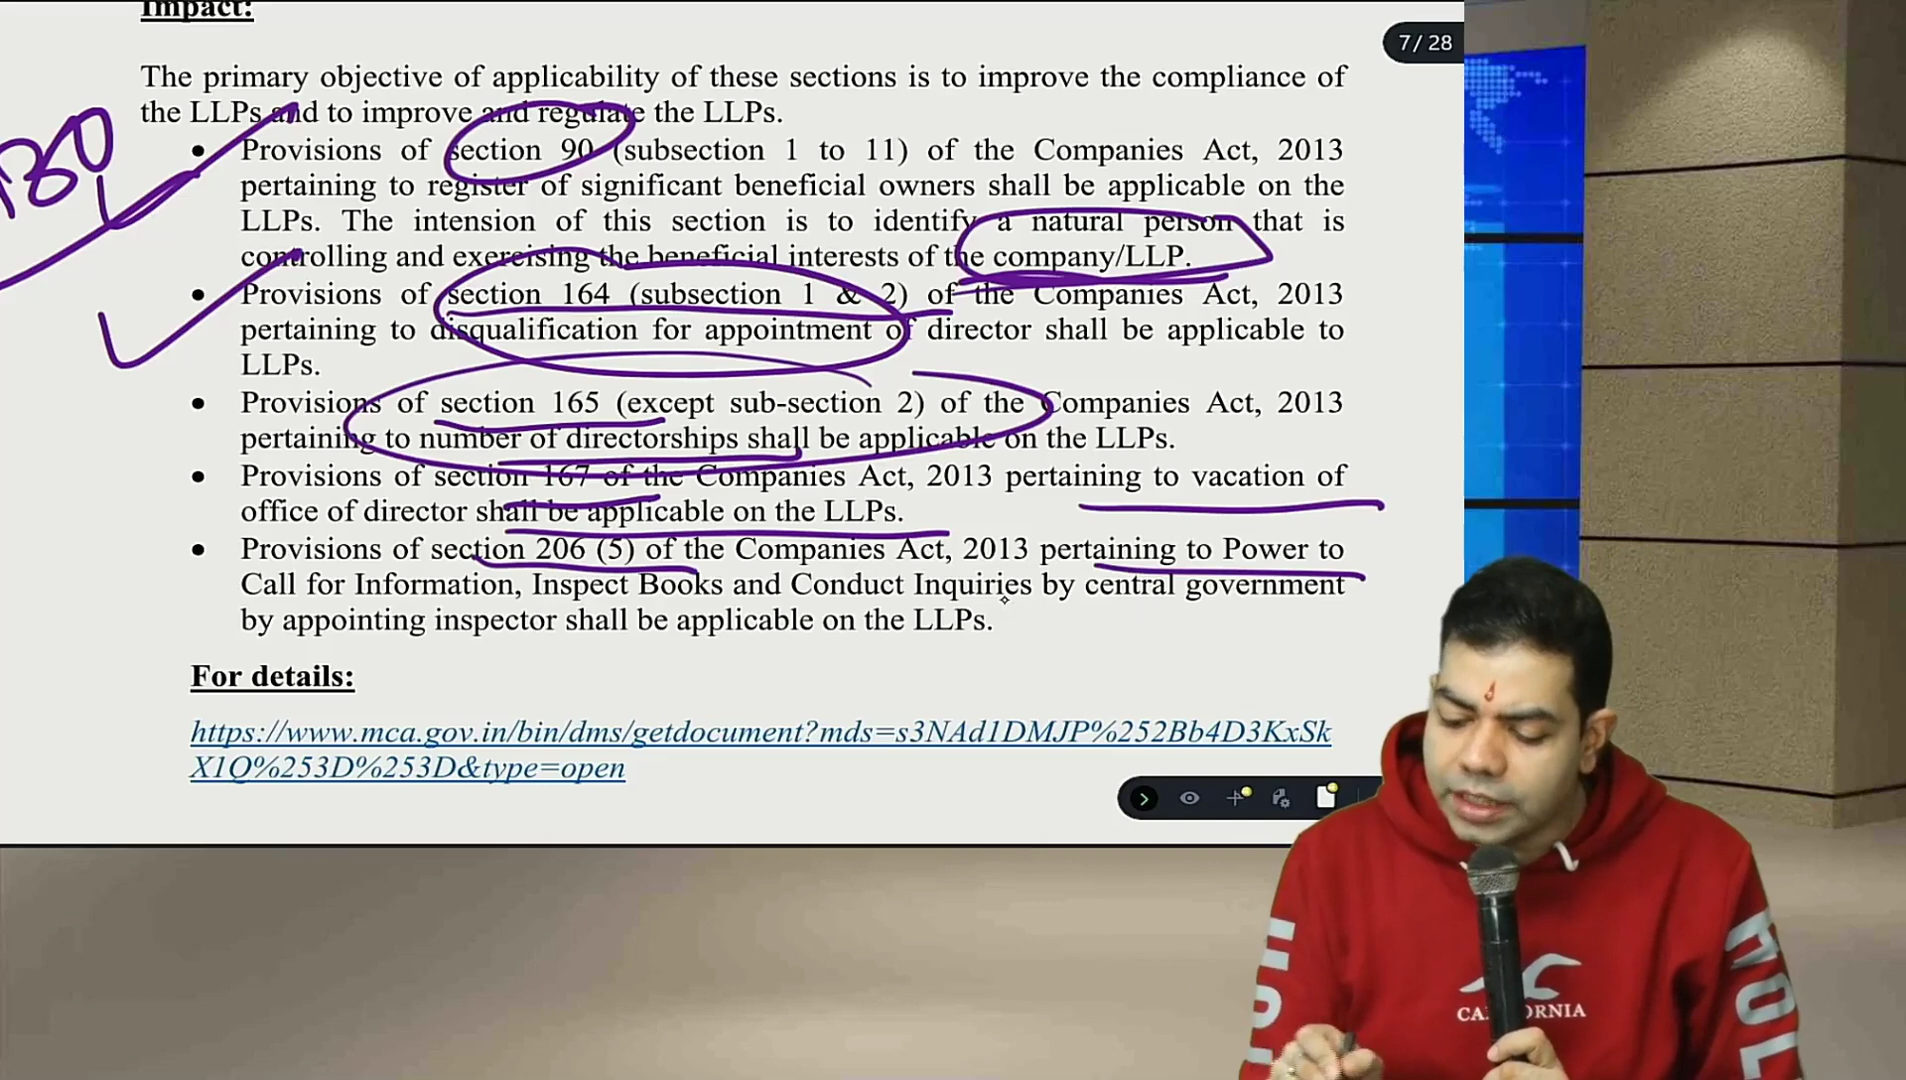 Impact:
7/ 28
The primary objective of applicability of these sections is to improve the compliance of
the LLPs and to improve and regulate the LLPs.
• Provisions of section 90 (subsection 1 to 11) of the Companies Act, 2013
pertaining to register of significant beneficial owners shall be applicable on the
LLPs. The intension of this section is to identify a natural person that is
controlling and exercising the beneficial interests of the company/LLP.
• Provisions of section 164 (subsection 1 & 2) of the Companies Act, 2013
pertaining to disqualification for appointment of director shall be applicable to
LLPs.
• Provisions of section 165 (except sub-section 2) of the Companies Act, 2013
pertaining to number of directorships shall be applicable on the LLPs.
• Provisions of section 167 of the Companies Act, 2013 pertaining to vacation of
office of director shall be applicable on the LLPs.
• Provisions of section 206 (5) of the Companies Act, 2013 pertaining to Power to
Call for Information, Inspect Books and Conduct Inquiries by central government
by appointing inspector shall be applicable on the LLPs.
For details:
https://www.mca.gov.in/bin/dms/getdocument?mds=s3NAd1DMJP%252Bb4D3KxSk
X1Q%253D%253D&type=open